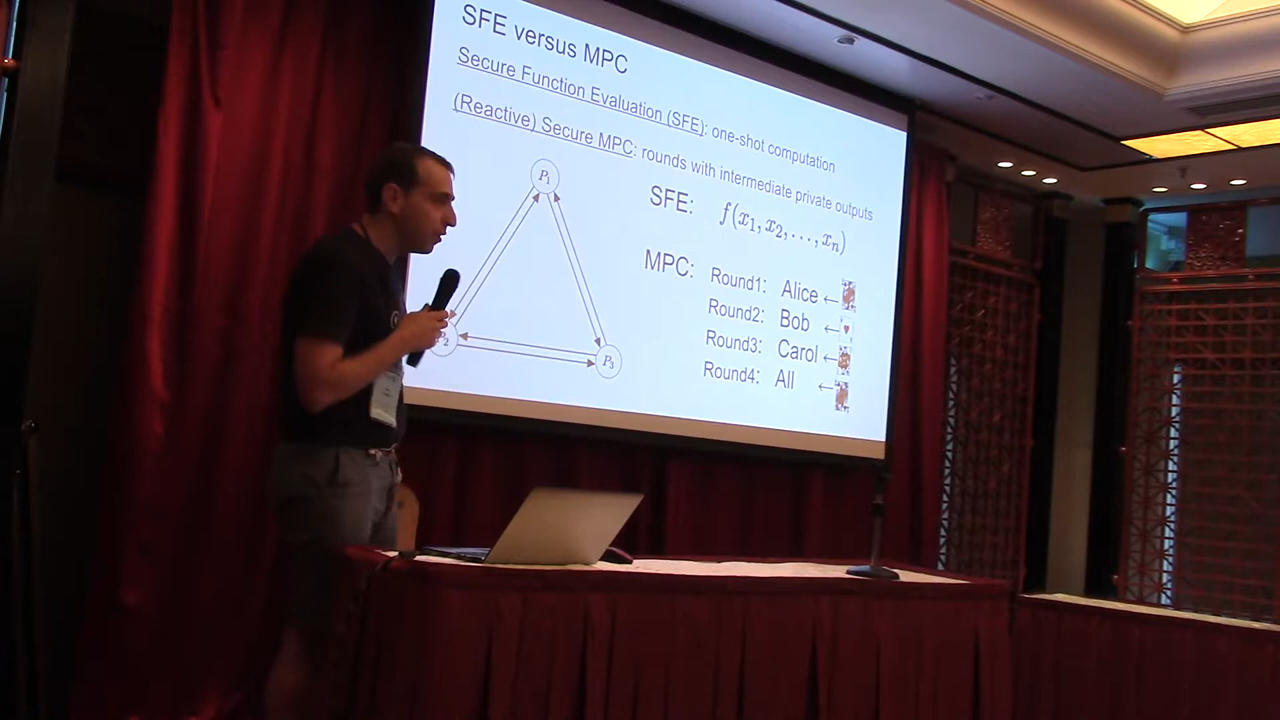 SFE versus MPC
Secure Function Evaluation (SFE): one-shot computation
(Reactive) Secure MPC: rounds with intermediate private outputs
P₁
P₂
P₃
SFE: f(x₁, x₂, ..., xₙ)
MPC: Round1: Alice ←
Round2: Bob ←
Round3: Carol ←
Round4: All ←